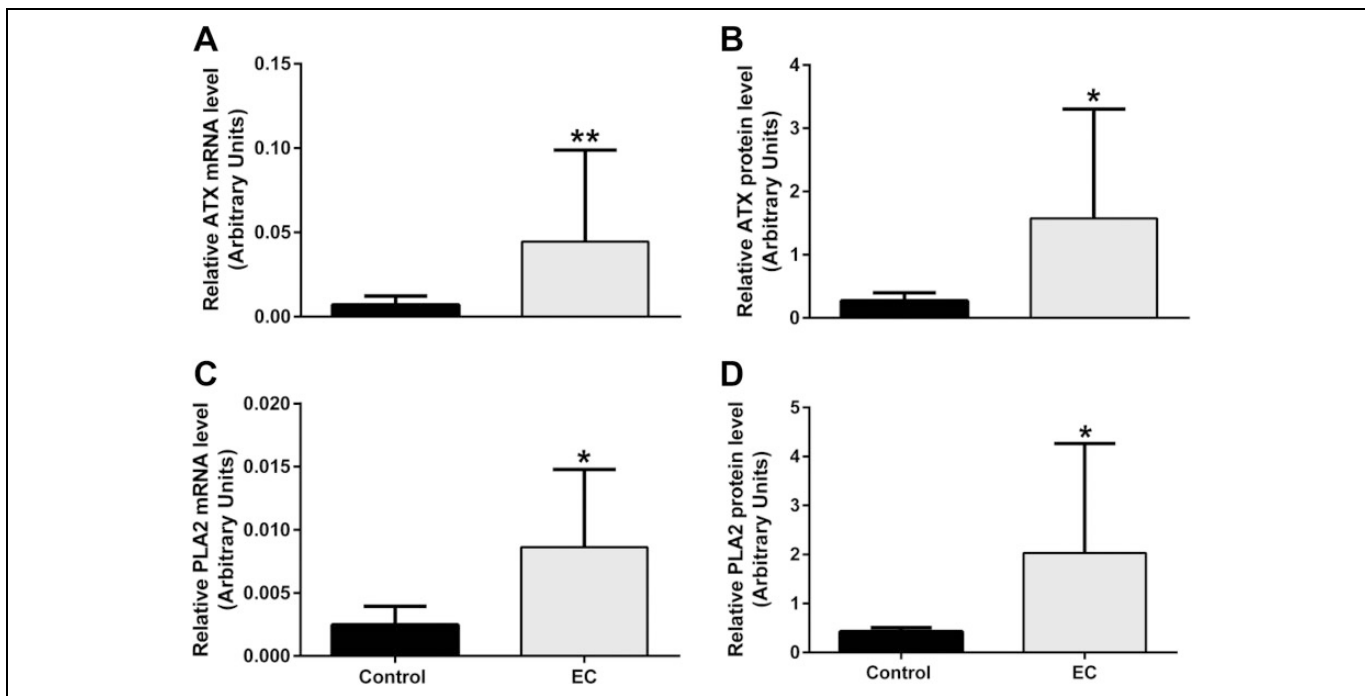 A
Relative ATX mRNA level
(Arbitrary Units)
0.15
0.10
0.05
0.00
**
B
Relative ATX protein level
(Arbitrary Units)
4
3
2
1
0
*
C
Relative PLA2 mRNA level
(Arbitrary Units)
0.020
0.015
0.010
0.005
0.000
*
Control
EC
D
Relative PLA2 protein level
(Arbitrary Units)
5
4
3
2
1
0
*
Control
EC